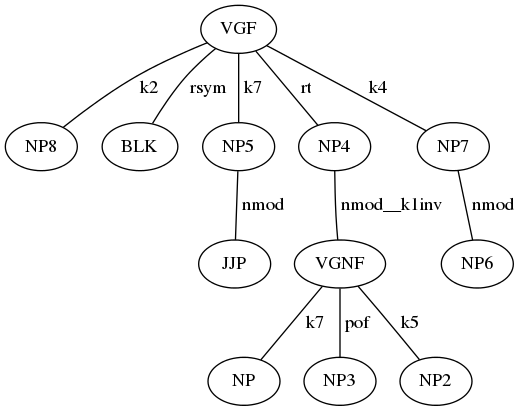 VGF
k2 rsym k7 rt k4
NP8 BLK NP5 NP4 NP7
nmod nmod__k1inv nmod
JJP VGNF NP6
k7 pof k5
NP NP3 NP2